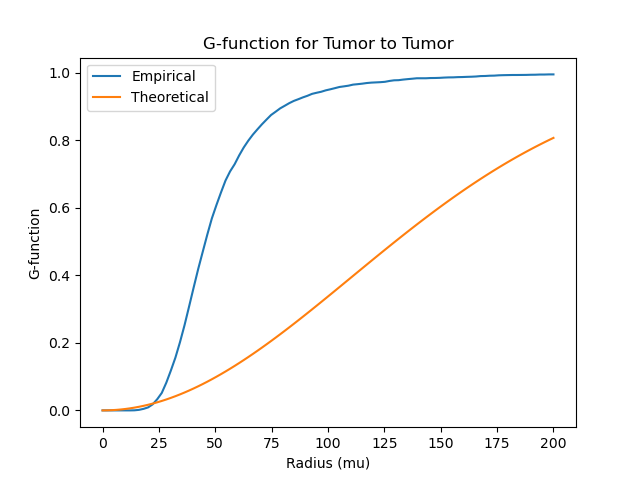 G-function for Tumor to Tumor
Empirical
Theoretical
1.0
0.8
0.6
0.4
0.2
0.0
G-function
0 25 50 75 100 125 150 175 200
Radius (mu)